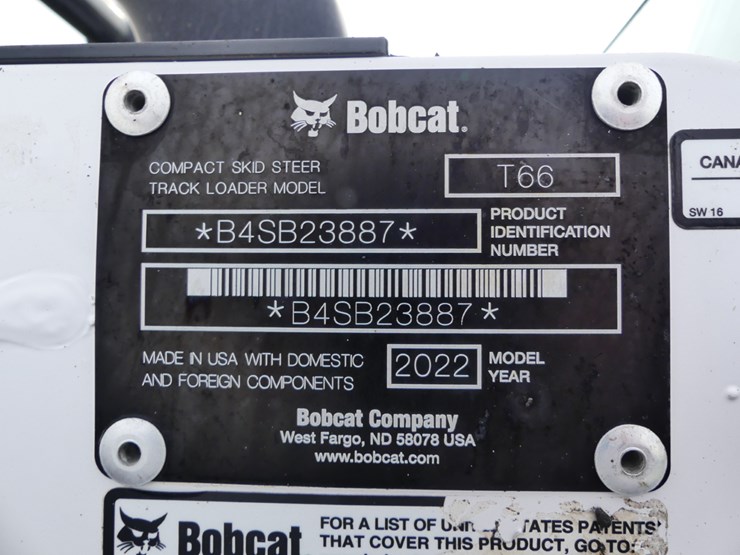 Bobcat.
COMPACT SKID STEER
TRACK LOADER MODEL
T66
*B4SB23887*
PRODUCT
IDENTIFICATION
NUMBER
*B4SB23887*
MADE IN USA WITH DOMESTIC
AND FOREIGN COMPONENTS
2022
MODEL
YEAR
Bobcat Company
West Fargo, ND 58078 USA
www.bobcat.com
SW 16
Bobcat
FOR A LIST OF PATENTS
THAT COVER THIS PRODUCT, GO TO: